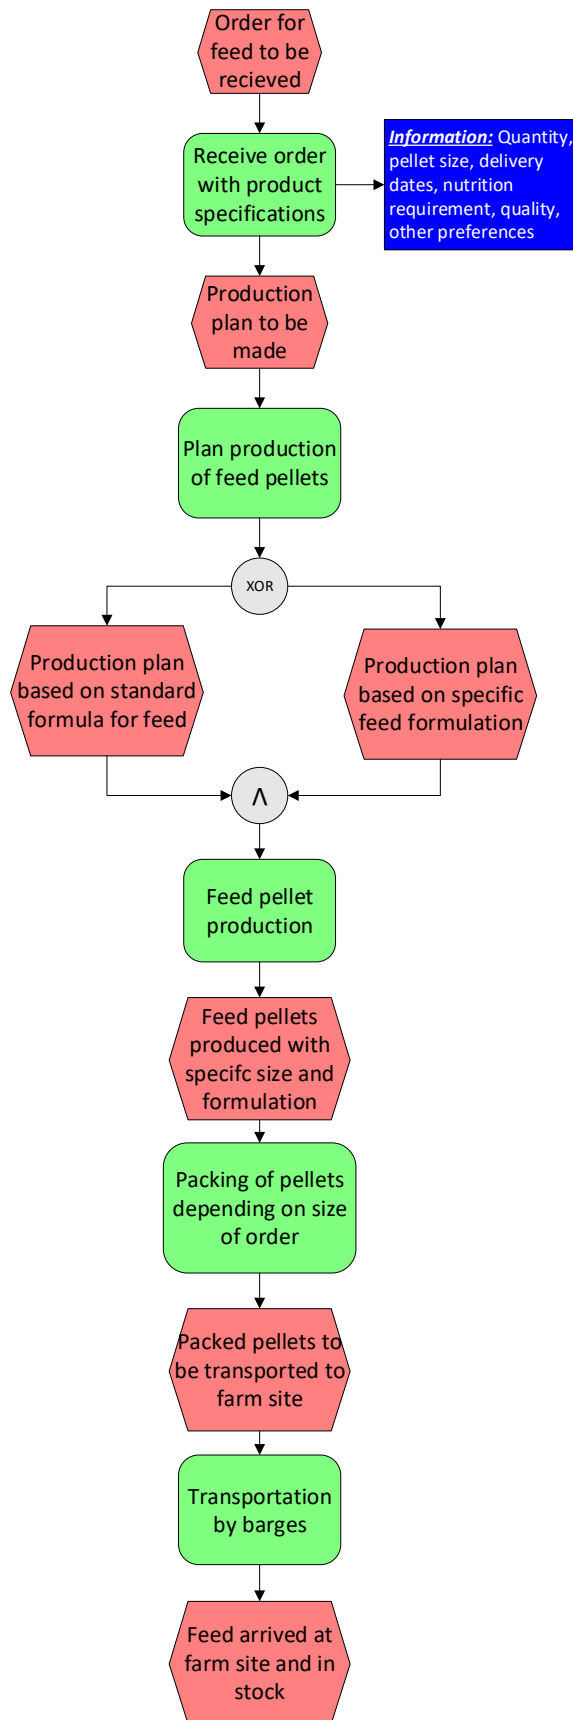 Order for
feed to be
recieved
Receive order
with product
specifications
Information: Quantity,
pellet size, delivery
dates, nutrition
requirement, quality,
other preferences
Production
plan to be
made
Plan production
of feed pellets
XOR
Production plan
based on standard
formula for feed
Production plan
based on specific
feed formulation
Λ
Feed pellet
production
Feed pellets
produced with
specifc size and
formulation
Packing of pellets
depending on size
of order
Packed pellets to
be transported to
farm site
Transportation
by barges
Feed arrived at
farm site and in
stock